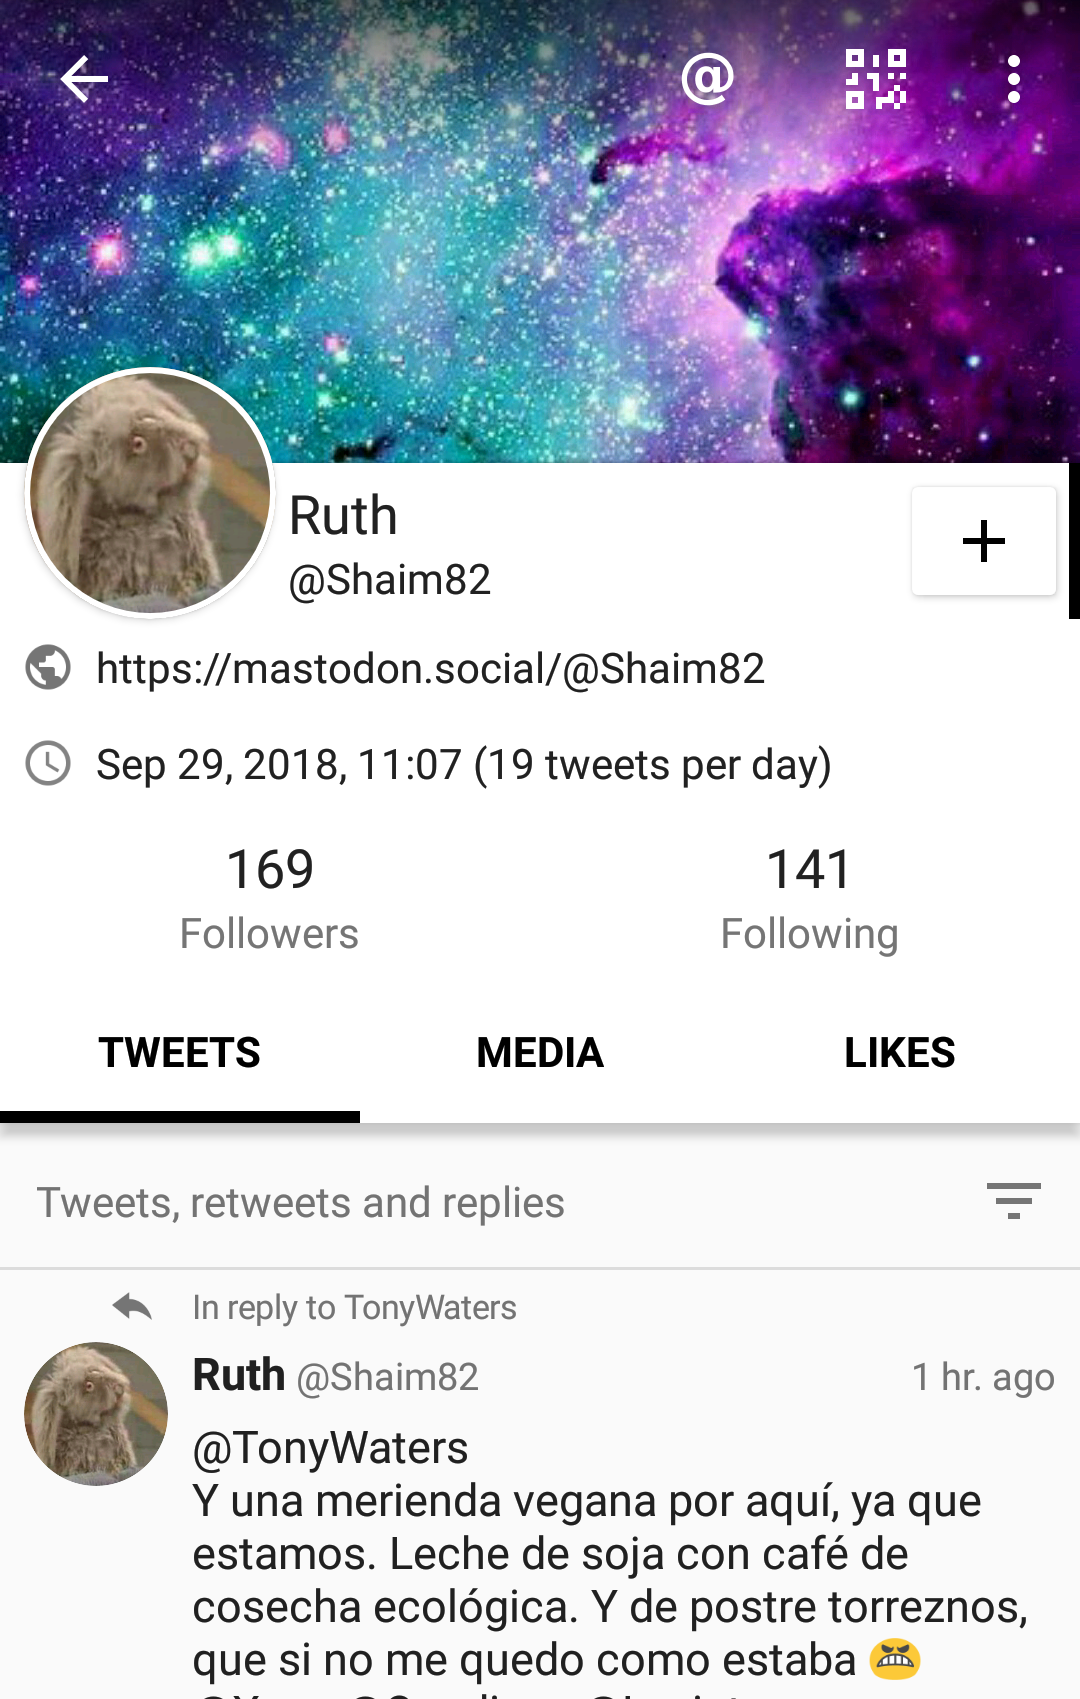 @
Ruth
@Shaim82
https://mastodon.social/@Shaim82
Sep 29, 2018, 11:07 (19 tweets per day)
169
Followers
141
Following
TWEETS
MEDIA
LIKES
Tweets, retweets and replies
In reply to TonyWaters
Ruth @Shaim82
1 hr. ago
@TonyWaters
Y una merienda vegana por aquí, ya que
estamos. Leche de soja con café de
cosecha ecológica. Y de postre torreznos,
que si no me quedo como estaba 😬